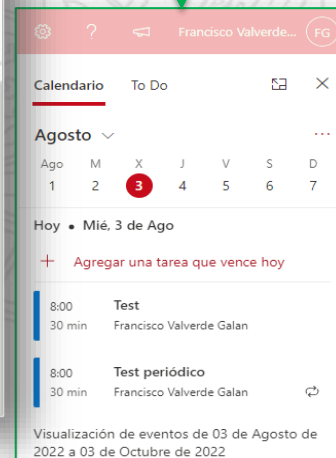 ? Francisco Valverde... FG
Calendario To Do
Agosto
Ago M X J V S D
1 2 3 4 5 6 7
Hoy • Mié, 3 de Ago
+ Agregar una tarea que vence hoy
8:00 Test
30 min Francisco Valverde Galan
8:00 Test periódico
30 min Francisco Valverde Galan
Visualización de eventos de 03 de Agosto de
2022 a 03 de Octubre de 2022